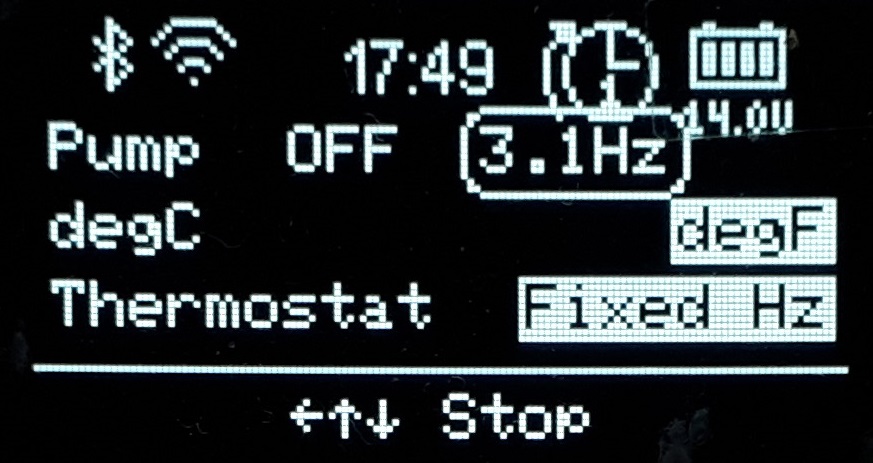 17:49
14.0V
Pump OFF 3.1Hz
degC degF
Thermostat Fixed Hz
←↑↓ Stop